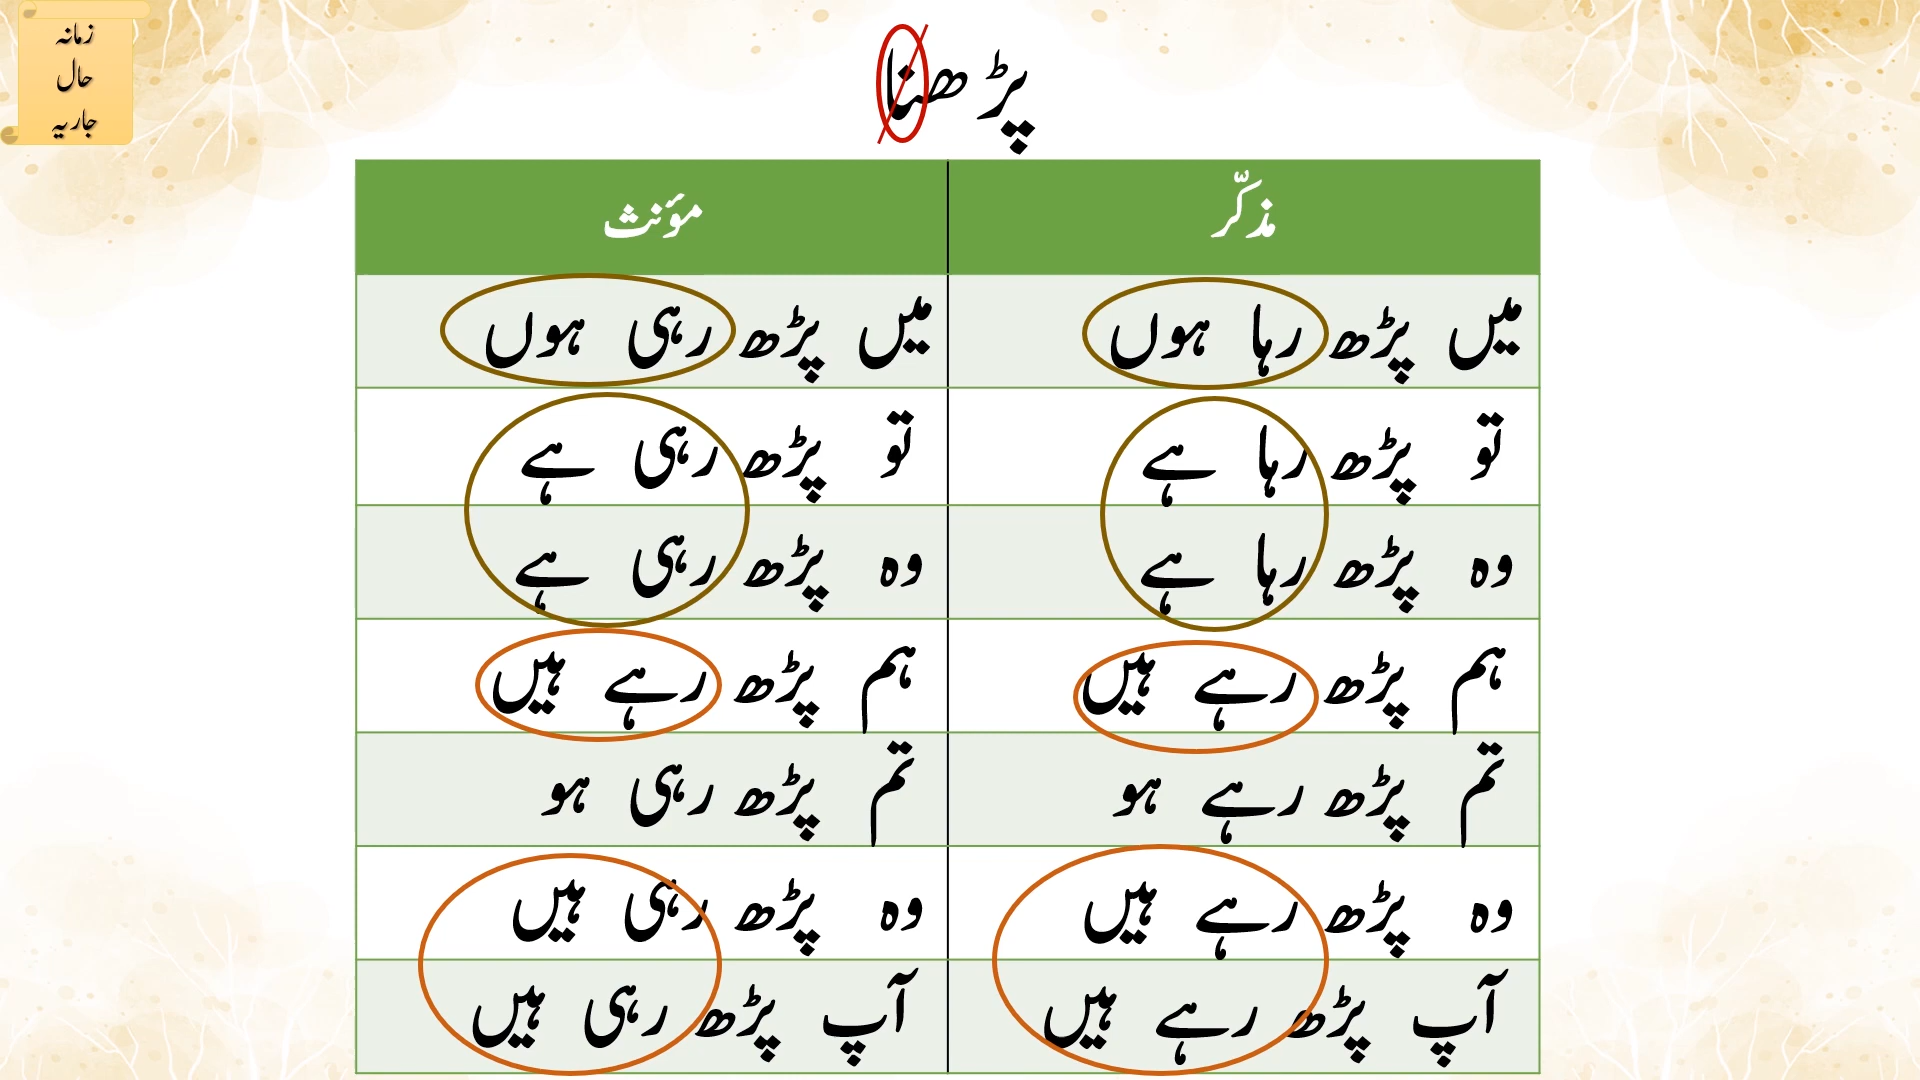 زمانہ
حال
جاریہ
پڑھنا
مذکّر	مؤنث
میں پڑھ رہا ہوں	میں پڑھ رہی ہوں
تو پڑھ رہا ہے	تو پڑھ رہی ہے
وہ پڑھ رہا ہے	وہ پڑھ رہی ہے
ہم پڑھ رہے ہیں	ہم پڑھ رہے ہیں
تم پڑھ رہے ہو	تم پڑھ رہی ہو
وہ پڑھ رہے ہیں	وہ پڑھ رہی ہیں
آپ پڑھ رہے ہیں	آپ پڑھ رہی ہیں